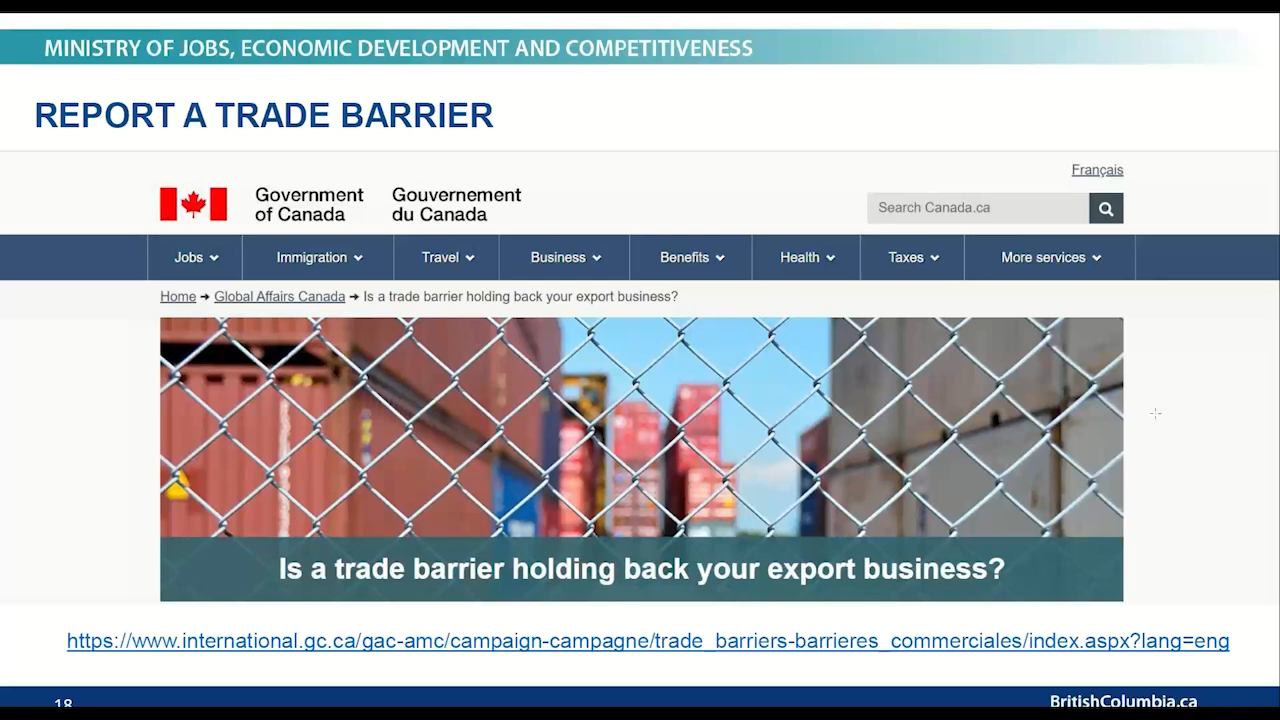 MINISTRY OF JOBS, ECONOMIC DEVELOPMENT AND COMPETITIVENESS
REPORT A TRADE BARRIER
Français
Government of Canada
Gouvernement du Canada
Search Canada.ca
Jobs Immigration Travel Business Benefits Health Taxes More services
Home → Global Affairs Canada → Is a trade barrier holding back your export business?
Is a trade barrier holding back your export business?
https://www.international.gc.ca/gac-amc/campaign-campagne/trade_barriers-barrieres_commerciales/index.aspx?lang=eng
18 BritishColumbia.ca